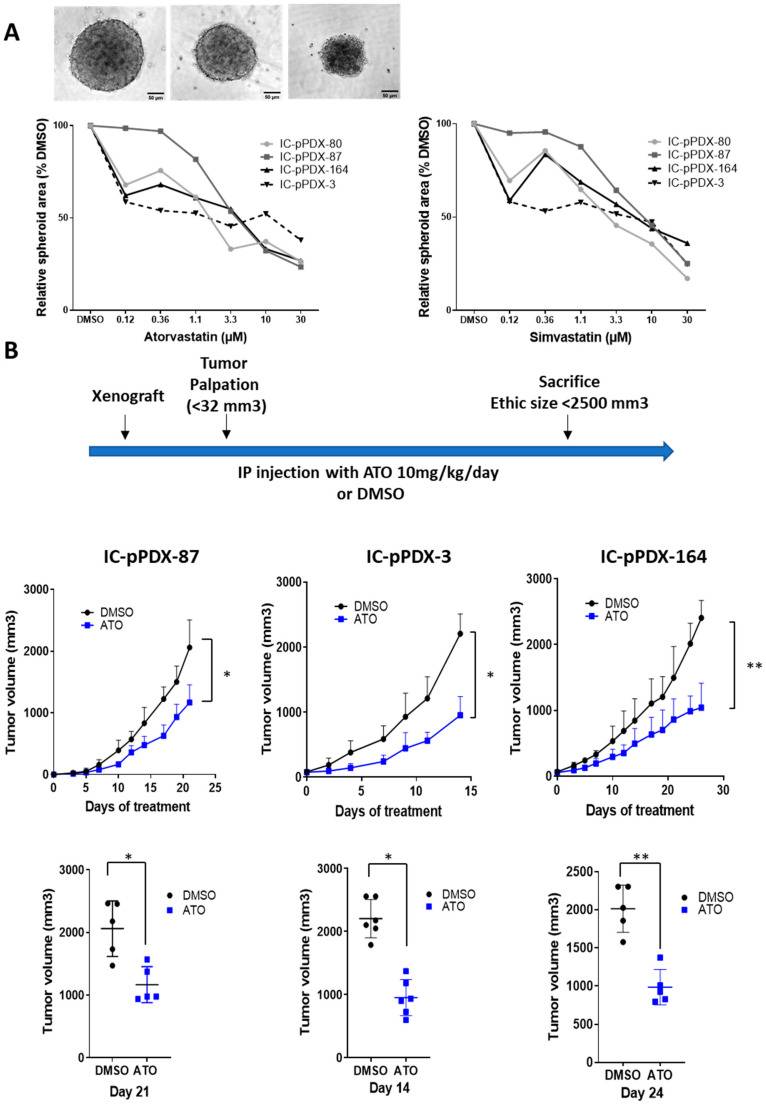 A
50 µm
50 µm
50 µm
Relative spheroid area (% DMSO)
100
50
0
IC-pPDX-80
IC-pPDX-87
IC-pPDX-164
IC-pPDX-3
DMSO 0.12 0.36 1.1 3.3 10 30
Atorvastatin (µM)
Relative spheroid area (% DMSO)
100
50
0
IC-pPDX-80
IC-pPDX-87
IC-pPDX-164
IC-pPDX-3
DMSO 0.12 0.36 1.1 3.3 10 30
Simvastatin (µM)
B
Xenograft
Tumor
Palpation
(<32 mm3)
Sacrifice
Ethic size <2500 mm3
IP injection with ATO 10mg/kg/day
or DMSO
IC-pPDX-87
Tumor volume (mm3)
3000
2000
1000
0
DMSO
ATO
*
0 5 10 15 20 25
Days of treatment
IC-pPDX-3
Tumor volume (mm3)
3000
2000
1000
0
DMSO
ATO
*
0 5 10 15
Days of treatment
IC-pPDX-164
Tumor volume (mm3)
3000
2000
1000
0
DMSO
ATO
**
0 5 10 15 20 25 30
Days of treatment
Tumor volume (mm3)
3000
2000
1000
0
*
DMSO
ATO
DMSO ATO
Day 21
Tumor volume (mm3)
3000
2000
1000
0
*
DMSO
ATO
DMSO ATO
Day 14
Tumor volume (mm3)
2500
2000
1500
1000
500
0
**
DMSO
ATO
DMSO ATO
Day 24